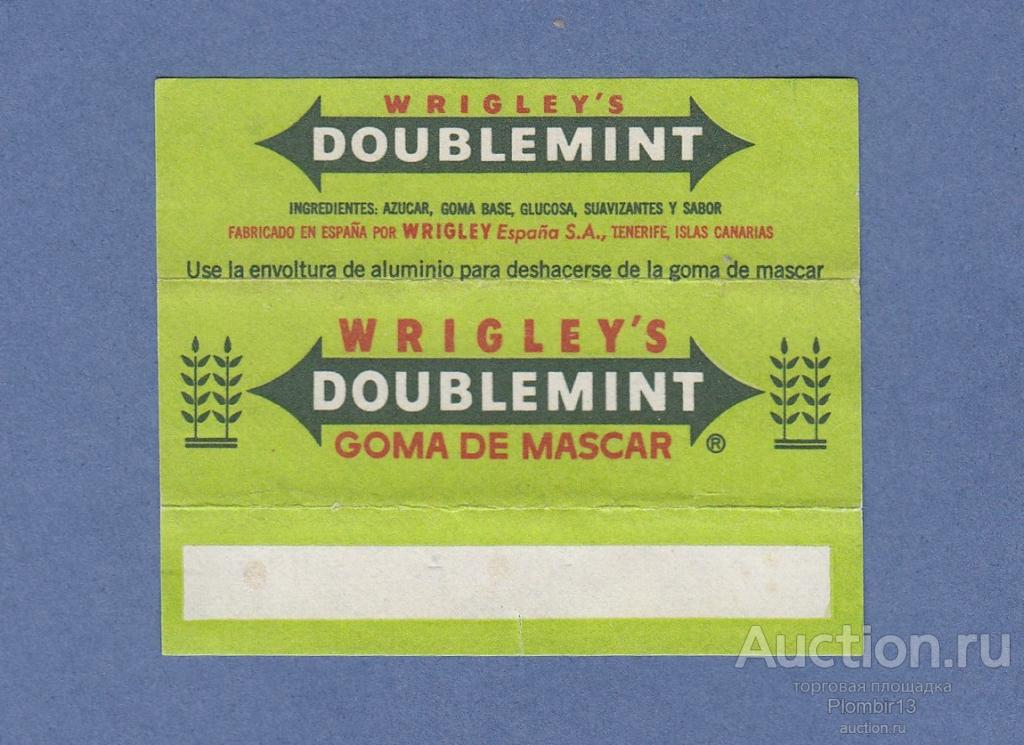 WRIGLEY'S
DOUBLEMINT
INGREDIENTES: AZUCAR, GOMA BASE, GLUCOSA, SUAVIZANTES Y SABOR
FABRICADO EN ESPAÑA POR WRIGLEY España S.A., TENERIFE, ISLAS CANARIAS
Use la envoltura de aluminio para deshacerse de la goma de mascar
WRIGLEY'S
DOUBLEMINT
GOMA DE MASCAR ®
Auction.ru
торговая площадка
Plombir13
auction.ru